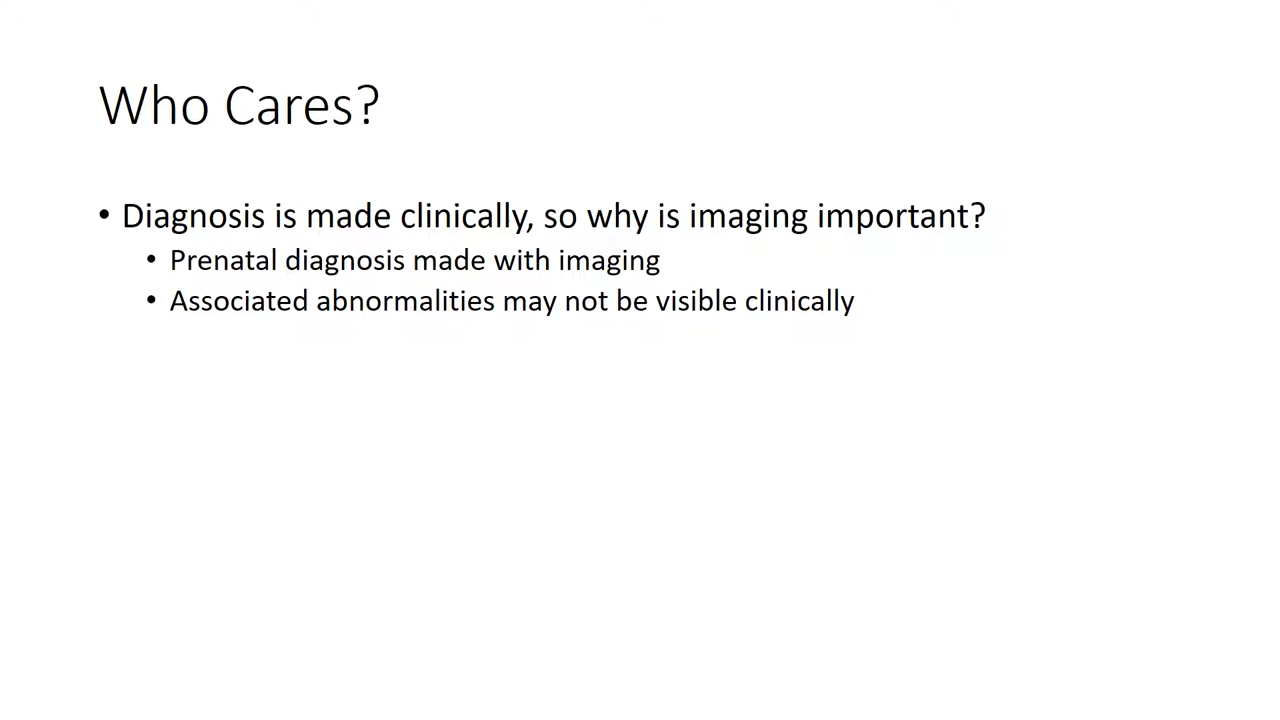 Who Cares?
• Diagnosis is made clinically, so why is imaging important?
• Prenatal diagnosis made with imaging
• Associated abnormalities may not be visible clinically